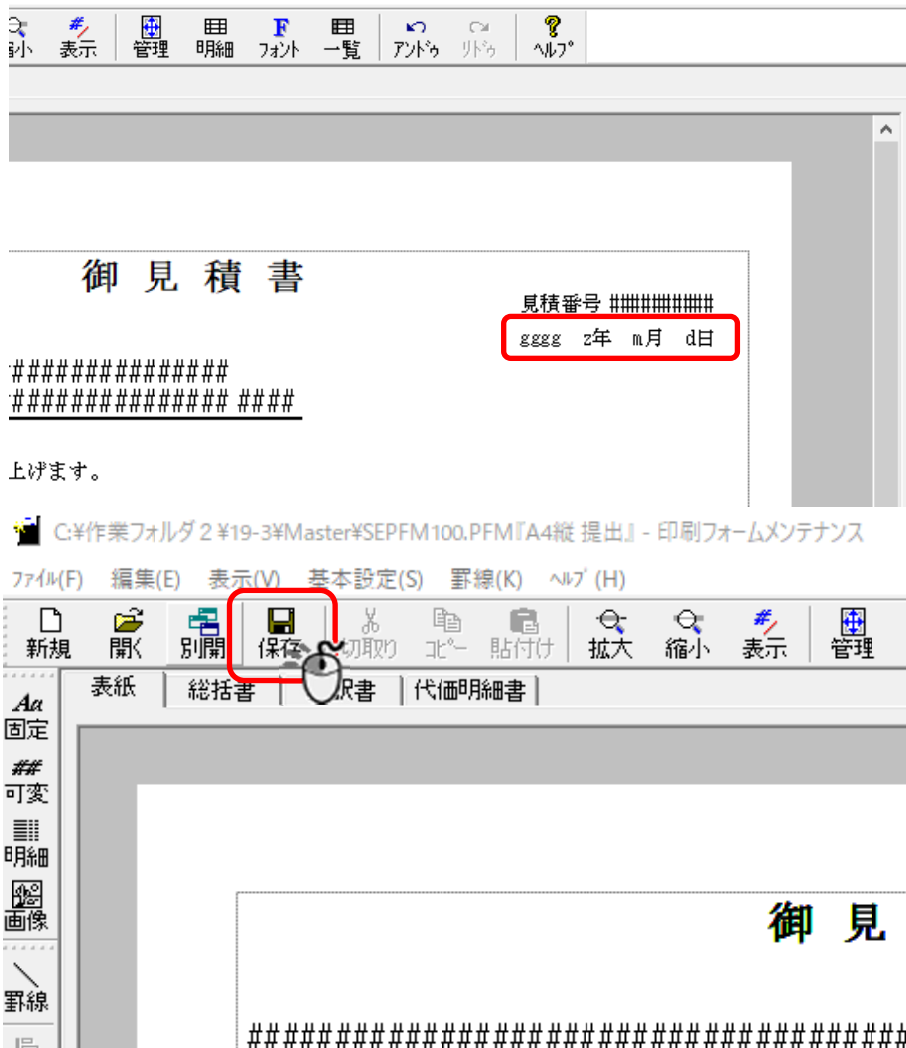 縮小 表示 管理 明細 フォント 一覧 アンドゥ リドゥ ヘルプ
御 見 積 書
見積番号 ##########
gggg z年 m月 d日
###############
############### ####
上げます。
C:¥作業フォルダ2¥19-3¥Master¥SEPFM100.PFM『A4縦 提出』 - 印刷フォームメンテナンス
ファイル(F) 編集(E) 表示(V) 基本設定(S) 罫線(K) ヘルプ(H)
新規 開く 別開 保存 切取り コピー 貼付け 拡大 縮小 表示 管理
表紙 総括書 訳書 代価明細書
Aa
固定
##
可変
明細
画像
罫線
御 見
######################################